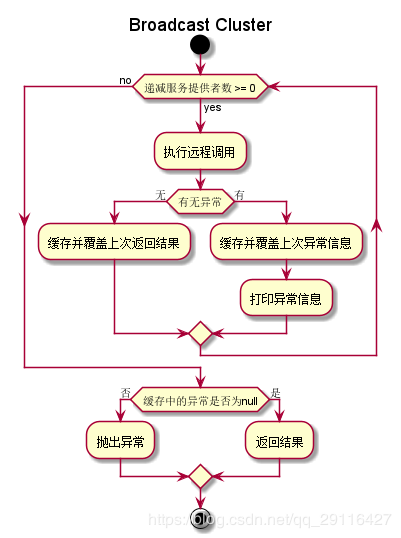 Broadcast Cluster
no
递减服务提供者数 >= 0
yes
执行远程调用
无
有无异常
有
缓存并覆盖上次返回结果
缓存并覆盖上次异常信息
打印异常信息
否
缓存中的异常是否为null
是
抛出异常
返回结果
https://blog.csdn.net/qq_29116427